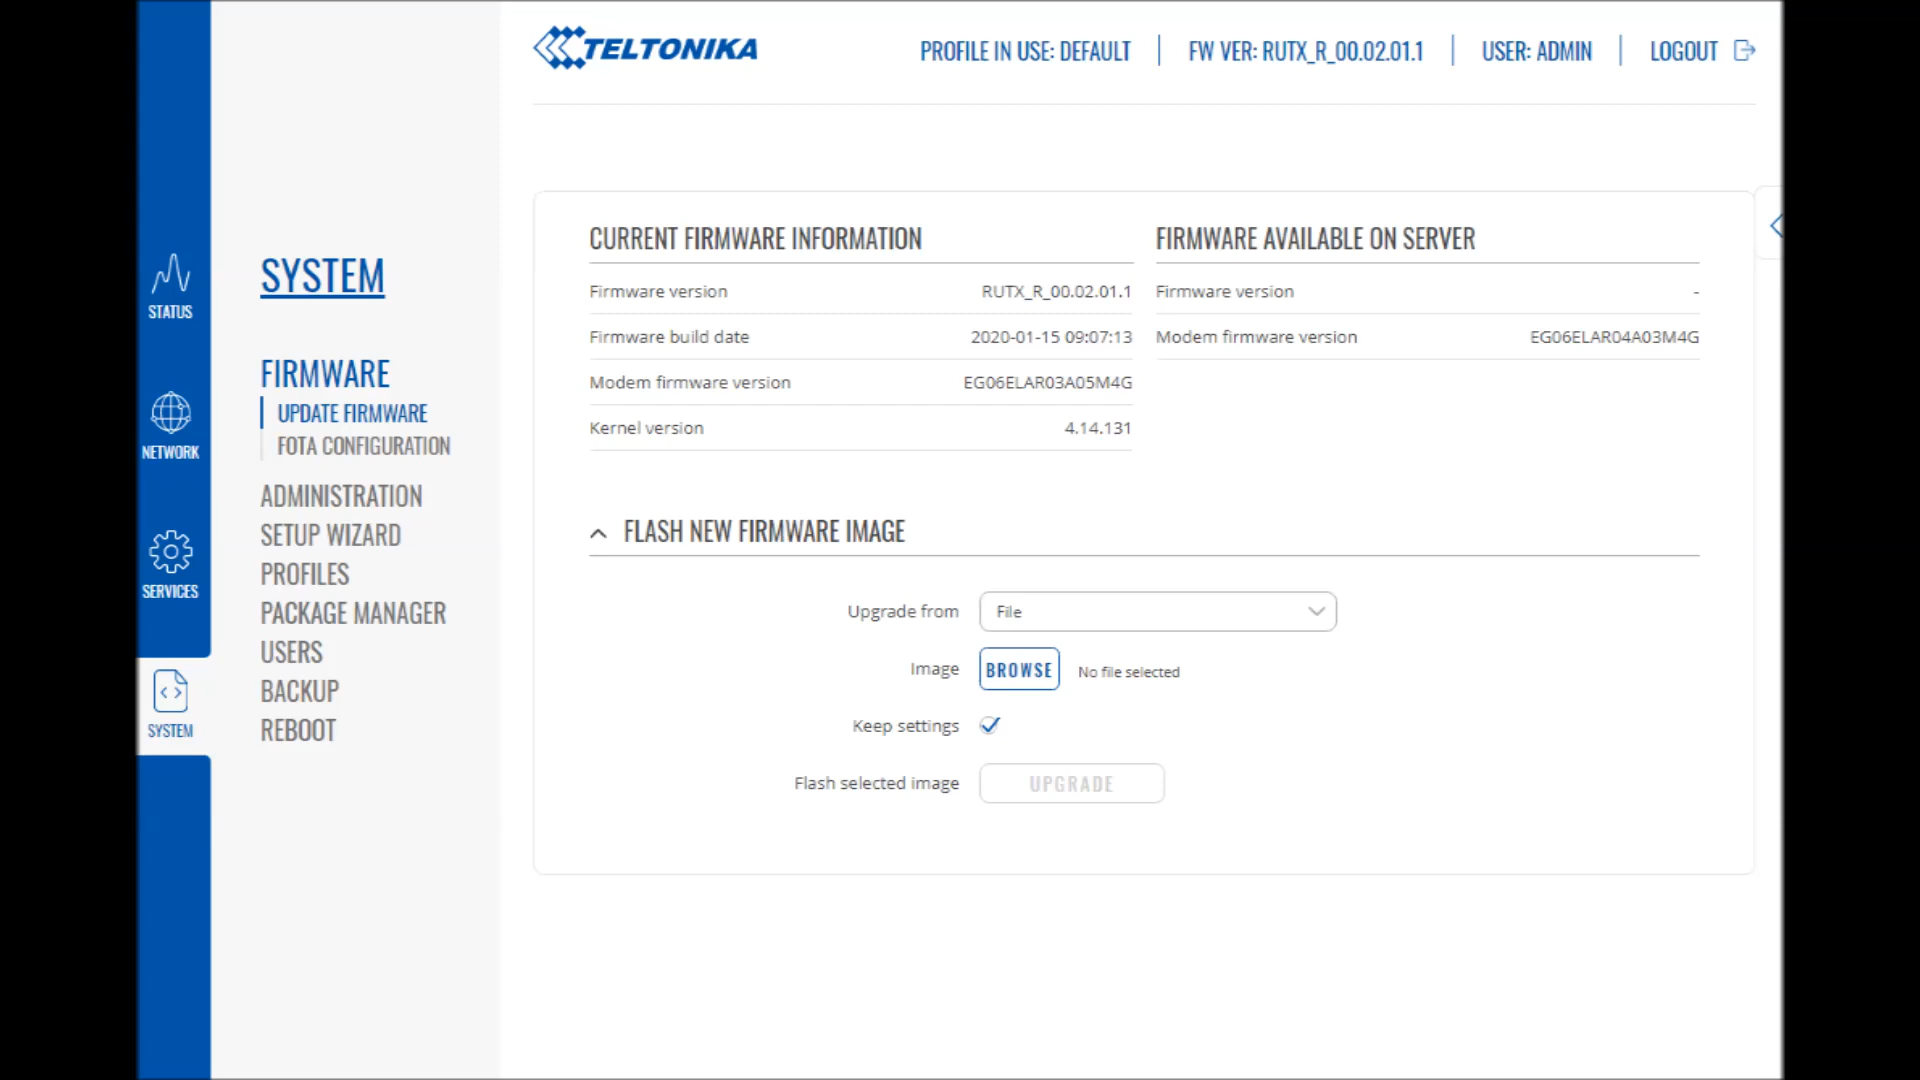 TELTONIKA
PROFILE IN USE: DEFAULT
FW VER: RUTX_R_00.02.01.1
USER: ADMIN
LOGOUT
STATUS
NETWORK
SERVICES
SYSTEM
SYSTEM
FIRMWARE
UPDATE FIRMWARE
FOTA CONFIGURATION
ADMINISTRATION
SETUP WIZARD
PROFILES
PACKAGE MANAGER
USERS
BACKUP
REBOOT
CURRENT FIRMWARE INFORMATION
Firmware version RUTX_R_00.02.01.1
Firmware build date 2020-01-15 09:07:13
Modem firmware version EG06ELAR03A05M4G
Kernel version 4.14.131
FIRMWARE AVAILABLE ON SERVER
Firmware version -
Modem firmware version EG06ELAR04A03M4G
FLASH NEW FIRMWARE IMAGE
Upgrade from File
Image BROWSE No file selected
Keep settings
Flash selected image UPGRADE